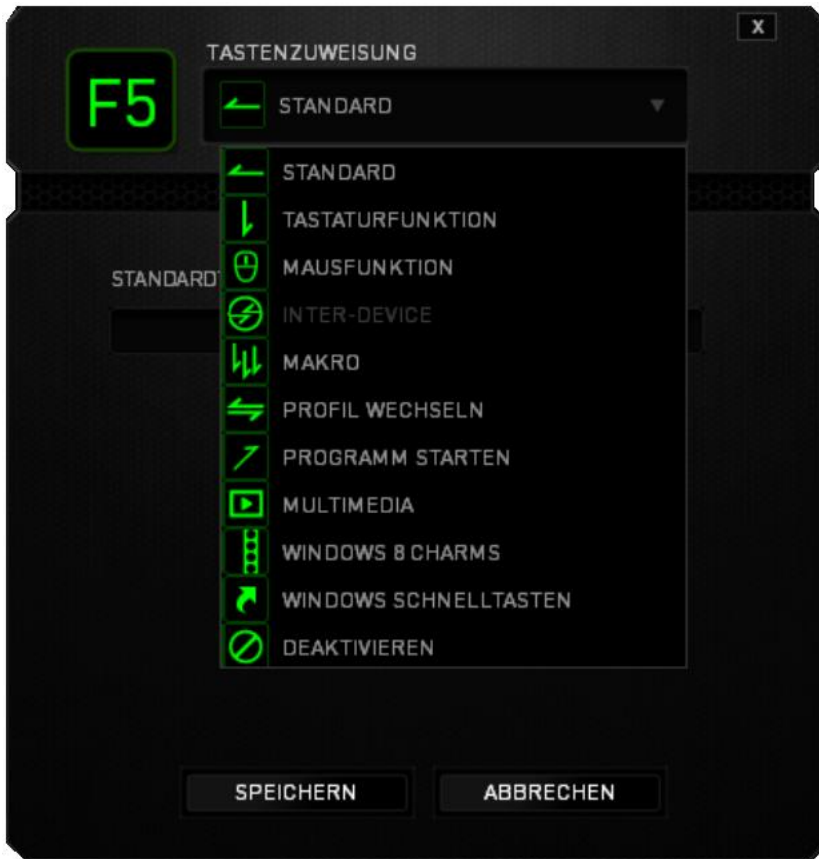 X
TASTENZUWEISUNG
F5
STANDARD
STANDARD
TASTATURFUNKTION
MAUSFUNKTION
STANDARD
INTER-DEVICE
MAKRO
PROFIL WECHSELN
PROGRAMM STARTEN
MULTIMEDIA
WINDOWS 8 CHARMS
WINDOWS SCHNELLTASTEN
DEAKTIVIEREN
SPEICHERN ABBRECHEN